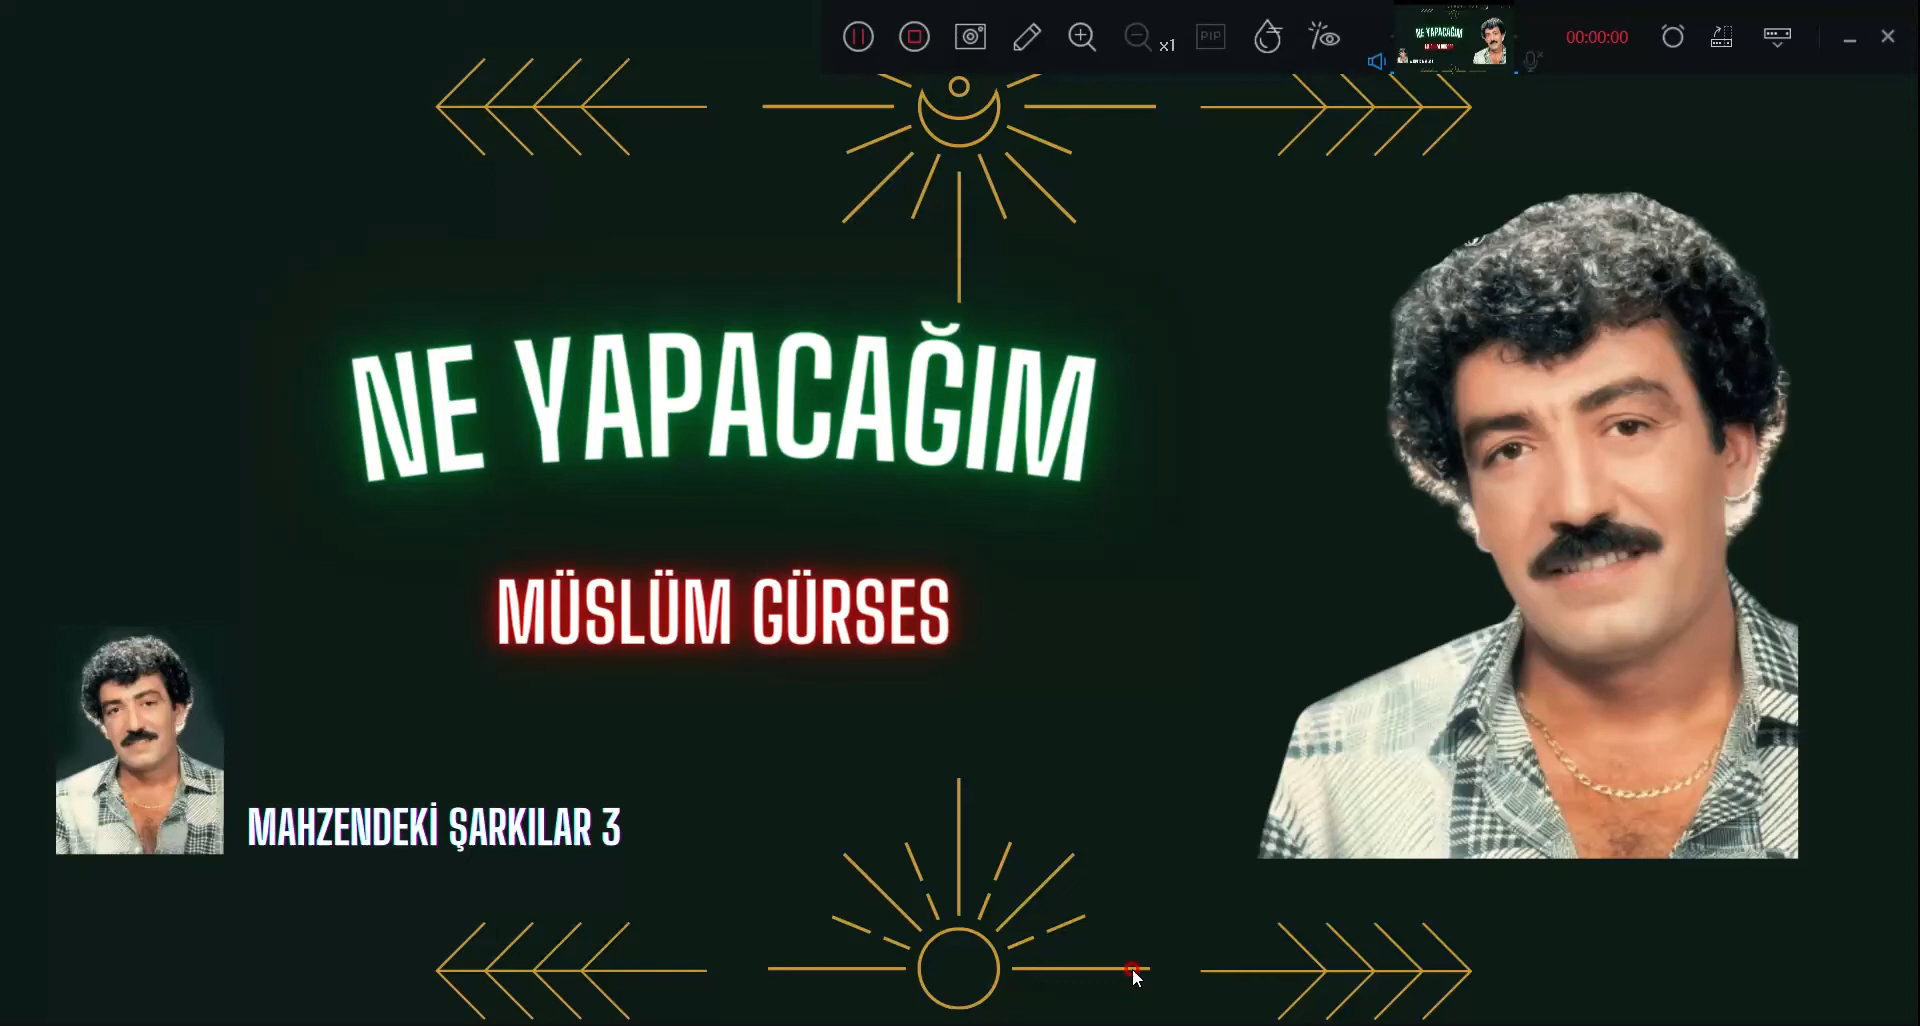 x1
PIP
00:00:00
NE YAPACAĞIM
MÜSLÜM GÜRSES
MAHZENDEKİ ŞARKILAR 3